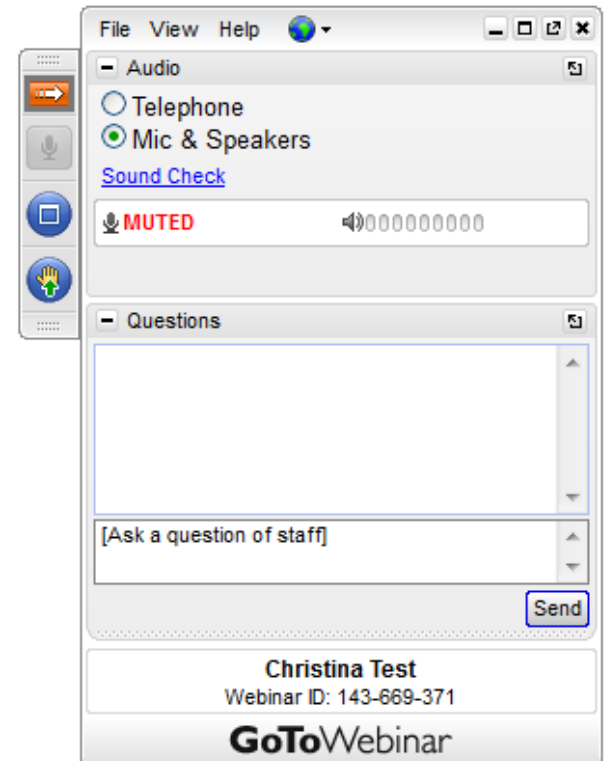 File View Help
Audio
Telephone
Mic & Speakers
Sound Check
MUTED 000000000
Questions
[Ask a question of staff]
Send
Christina Test
Webinar ID: 143-669-371
GoToWebinar